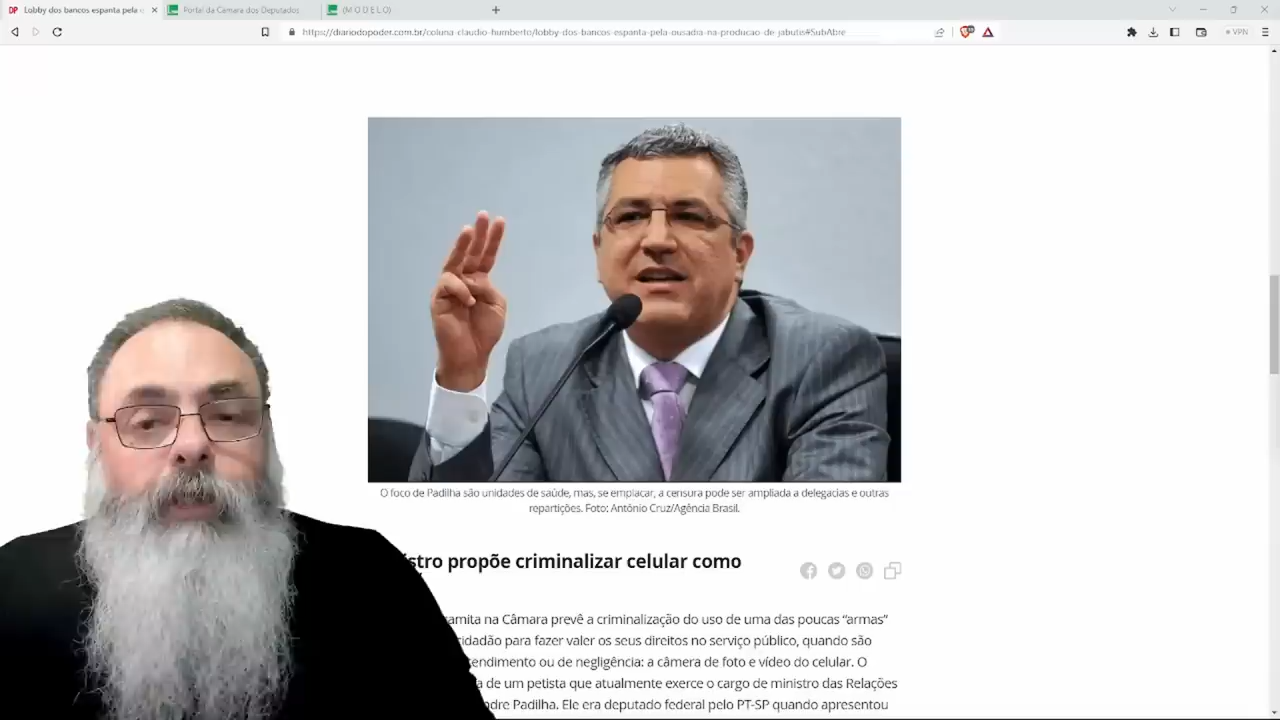 Lobby dos bancos espanta pela
Portal da Câmara dos Deputados
(M O D E L O)
https://diariodopoder.com.br/coluna-claudio-humberto/lobby-dos-bancos-espanta-pela-ousadra-na-producao-de-jabutis#SubAbre
VPN
O foco de Padilha são unidades de saúde, mas, se emplacar, a censura pode ser ampliada a delegacias e outras
repartições. Foto: Antônio Cruz/Agência Brasil.
stro propõe criminalizar celular como
ramita na Câmara prevê a criminalização do uso de uma das poucas “armas”
cidadão para fazer valer os seus direitos no serviço público, quando são
tendimento ou de negligência: a câmera de foto e vídeo do celular. O
a de um petista que atualmente exerce o cargo de ministro das Relações
ndre Padilha. Ele era deputado federal pelo PT-SP quando apresentou